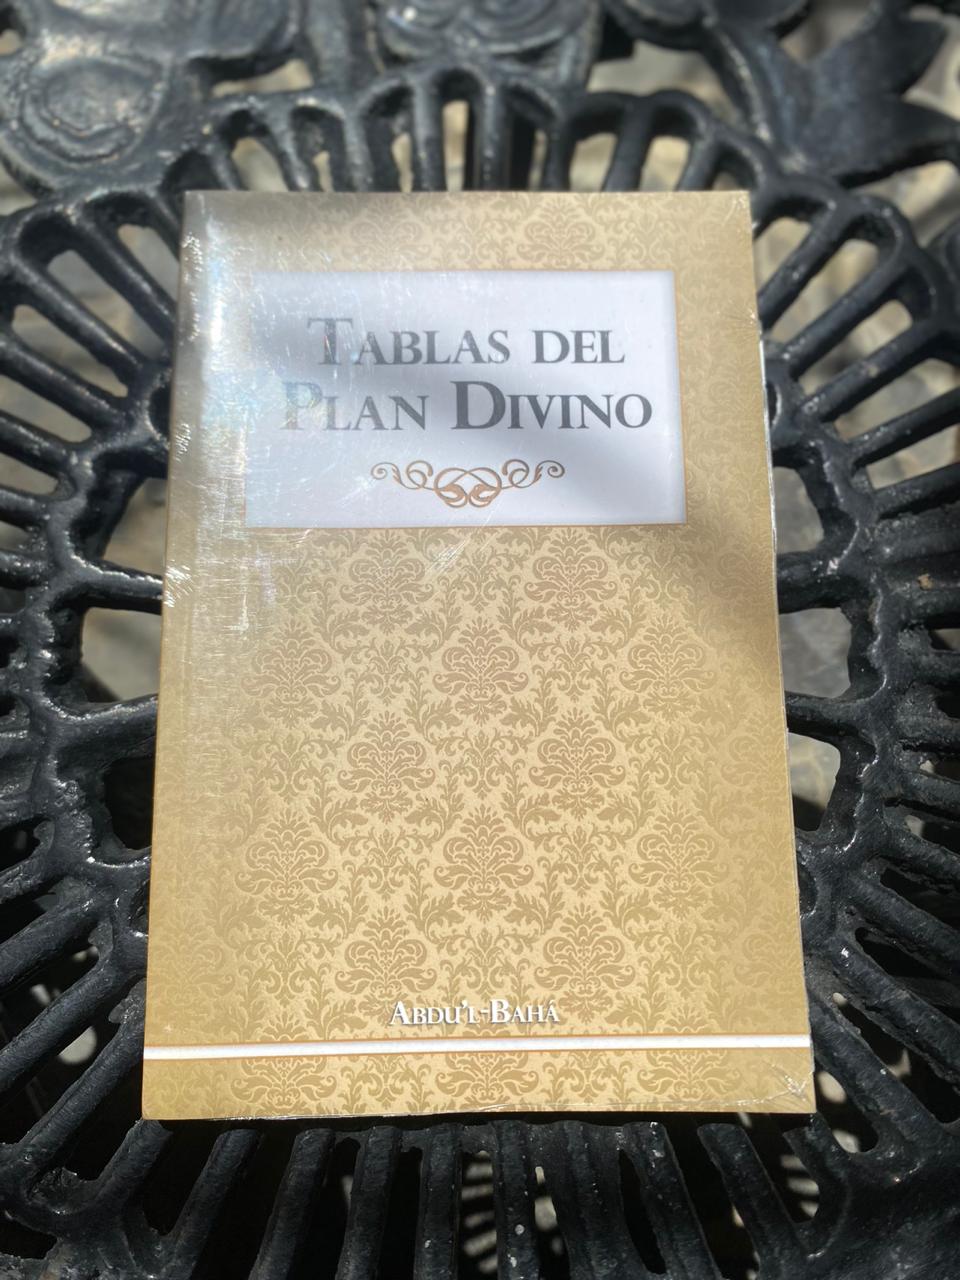 Tablas del
Plan Divino
Abdu'l-Bahá